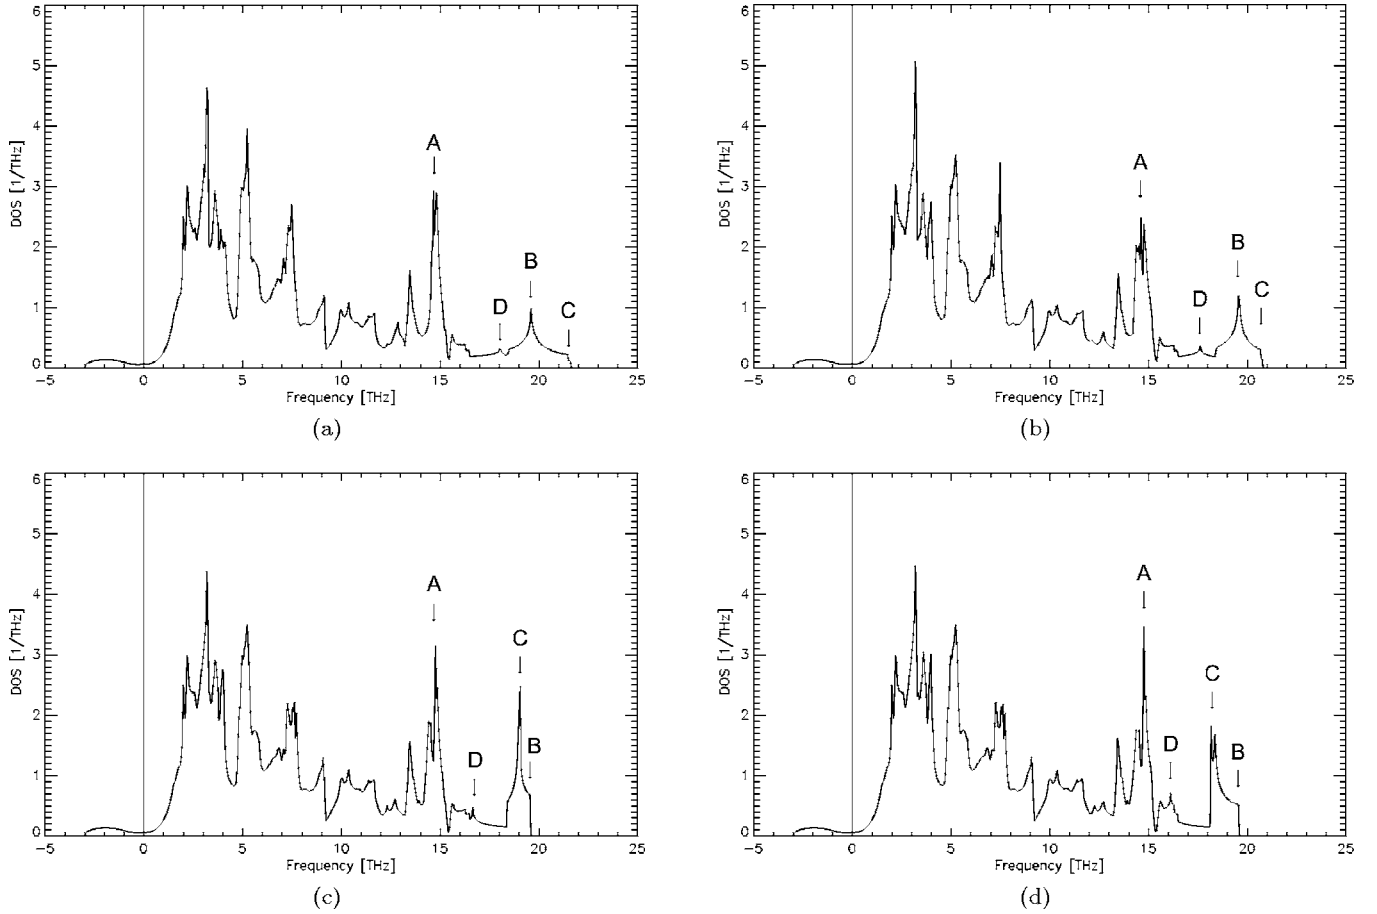 6 6
5 5
4 4
A
3 3
A
2 2
B
B
1 1
D C
D C
0 0
-5 0 5 10 15 20 25 -5 0 5 10 15 20 25
DOS [1/THz] DOS [1/THz]
Frequency [THz] Frequency [THz]
(a) (b)
6 6
5 5
A
A
4 4
C
3 3
C
2 2
B
B
D
D
1 1
0 0
-5 0 5 10 15 20 25 -5 0 5 10 15 20 25
DOS [1/THz] DOS [1/THz]
Frequency [THz] Frequency [THz]
(c) (d)